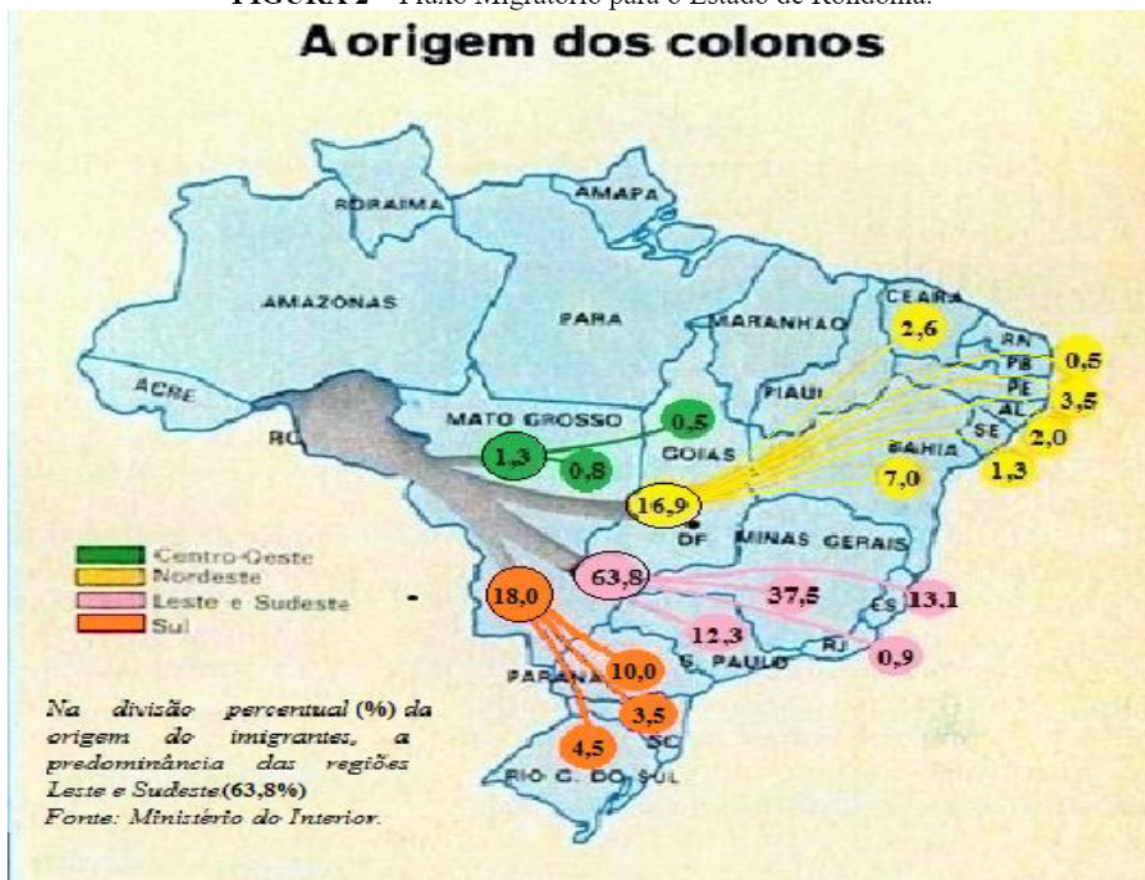 FIGURA 2 – Fluxo Migratório para o Estado de Rondônia.
A origem dos colonos
RORAIMA
AMAPA
AMAZONAS
PARA
MARANHAO
CEARA
2,6
RN
PB
0,5
ACRE
PIAUI
PE
3,5
AL
MATO GROSSO
0,5
SE
2,0
RO
1,3
0,8
GOIAS
BAHIA
7,0
1,3
16,9
DF
MINAS GERAIS
Centro-Oeste
Nordeste
Leste e Sudeste
Sul
63,8
18,0
37,5
ES
13,1
12,3
S. PAULO
RJ
0,9
PARANA
10,0
3,5
SC
4,5
RIO G. DO SUL
Na divisão percentual (%) da
origem do imigrantes, a
predominância das regiões
Leste e Sudeste(63,8%)
Fonte: Ministério do Interior.